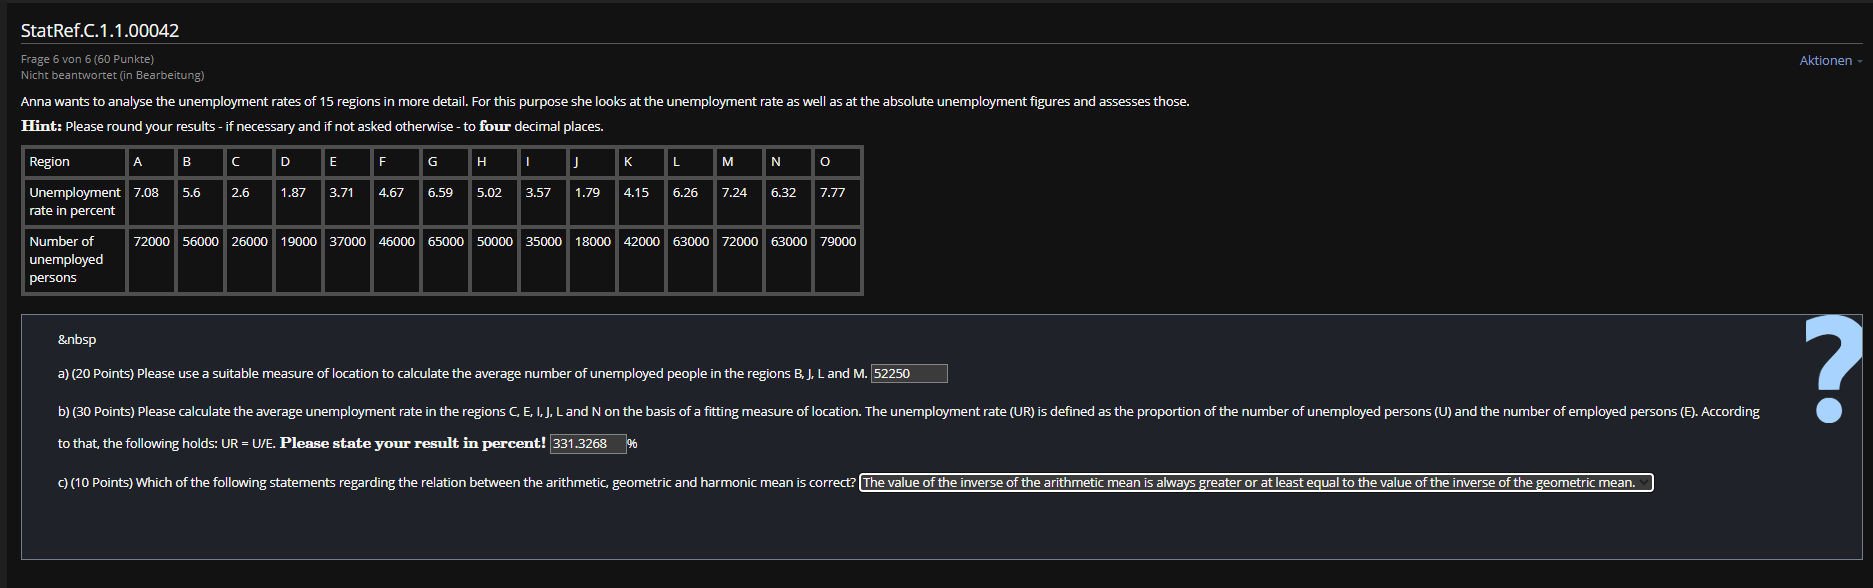 StatRef.C.1.1.00042
Frage 6 von 6 (60 Punkte)
Nicht beantwortet (in Bearbeitung)
Aktionen
Anna wants to analyse the unemployment rates of 15 regions in more detail. For this purpose she looks at the unemployment rate as well as at the absolute unemployment figures and assesses those.
Hint: Please round your results - if necessary and if not asked otherwise - to four decimal places.
Region A B C D E F G H I J K L M N O
Unemployment rate in percent 7.08 5.6 2.6 1.87 3.71 4.67 6.59 5.02 3.57 1.79 4.15 6.26 7.24 6.32 7.77
Number of unemployed persons 72000 56000 26000 19000 37000 46000 65000 50000 35000 18000 42000 63000 72000 63000 79000
&nbsp
a) (20 Points) Please use a suitable measure of location to calculate the average number of unemployed people in the regions B, J, L and M. 52250
b) (30 Points) Please calculate the average unemployment rate in the regions C, E, I, J, L and N on the basis of a fitting measure of location. The unemployment rate (UR) is defined as the proportion of the number of unemployed persons (U) and the number of employed persons (E). According
to that, the following holds: UR = U/E. Please state your result in percent! 331.3268 %
c) (10 Points) Which of the following statements regarding the relation between the arithmetic, geometric and harmonic mean is correct? The value of the inverse of the arithmetic mean is always greater or at least equal to the value of the inverse of the geometric mean.
?